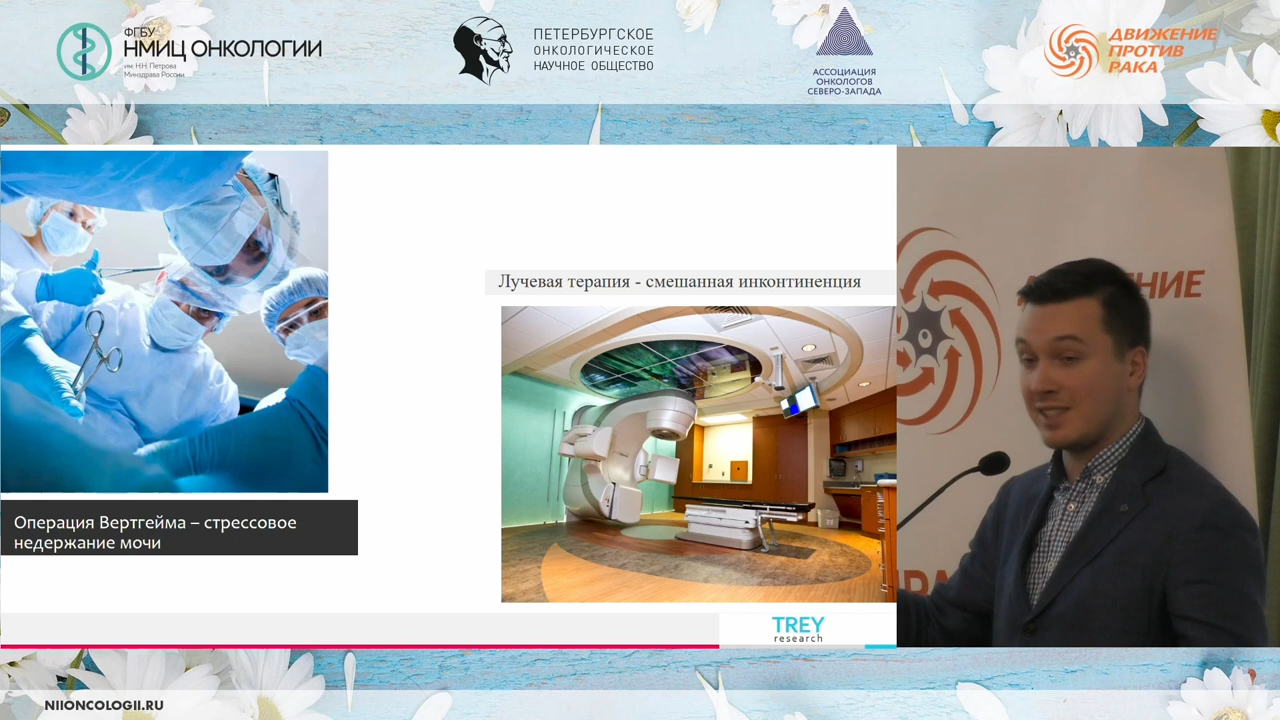 ФГБУ
НМИЦ ОНКОЛОГИИ
им. Н.Н. Петрова
Минздрава России
ПЕТЕРБУРГСКОЕ
ОНКОЛОГИЧЕСКОЕ
НАУЧНОЕ ОБЩЕСТВО
АССОЦИАЦИЯ
ОНКОЛОГОВ
СЕВЕРО-ЗАПАДА
ДВИЖЕНИЕ
ПРОТИВ
РАКА
Лучевая терапия - смешанная инконтиненция
Операция Вертгейма – стрессовое
недержание мочи
TREY
research
NIIONCOLOGII.RU